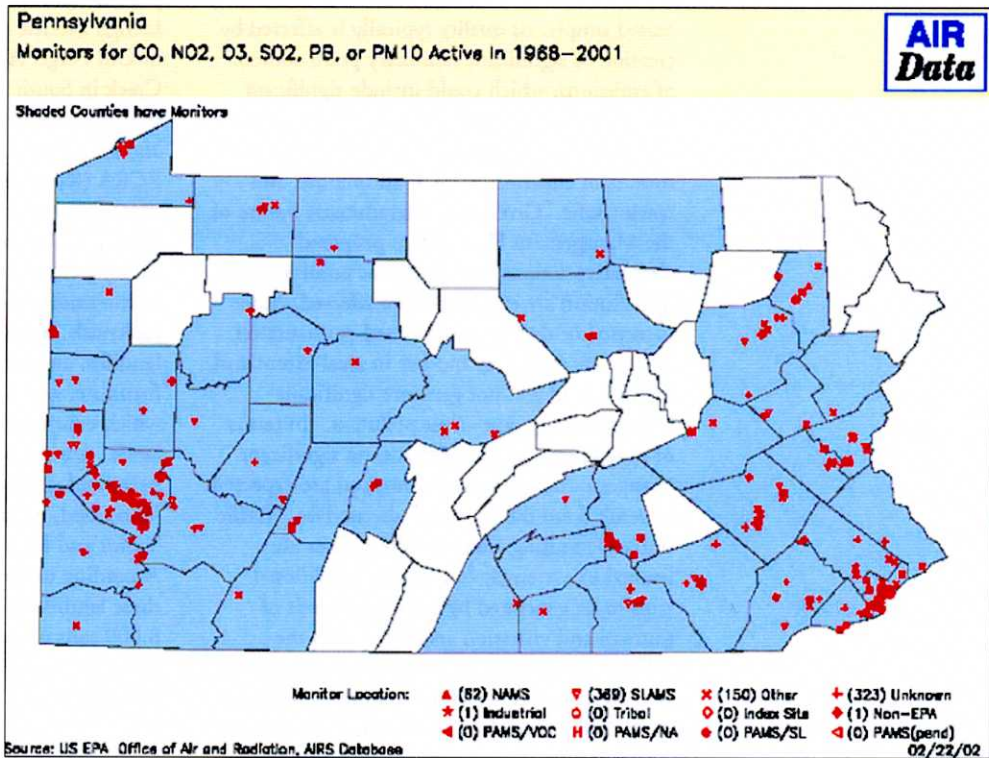 Pennsylvania
Monitors for CO, NO2, O3, SO2, PB, or PM10 Active in 1968-2001
AIR
Data
Shaded Counties have Monitors
Monitor Location:
(62) NAMS
(369) SLAMS
(150) Other
(323) Unknown
(1) Industrial
(0) Tribal
(0) Index Site
(1) Non-EPA
(0) PAMS/VOC
(0) PAMS/NA
(0) PAMS/SL
(0) PAMS(pend)
Source: US EPA Office of Air and Radiation, AIRS Database
02/22/02